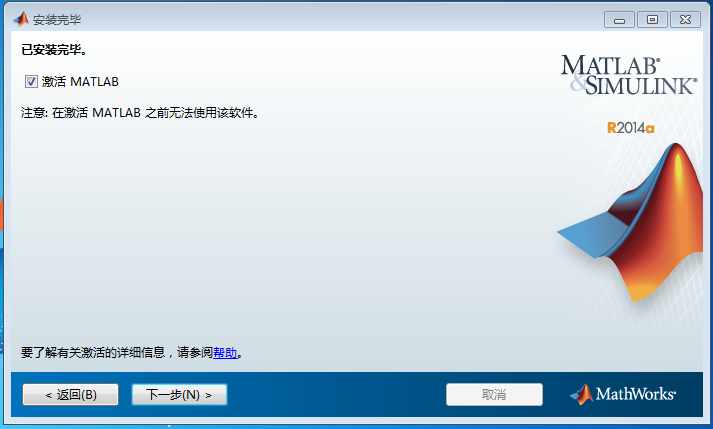 安装完毕
已安装完毕。
激活 MATLAB
注意: 在激活 MATLAB 之前无法使用该软件。
MATLAB®
&SIMULINK®
R2014a
要了解有关激活的详细信息，请参阅帮助。
< 返回(B)
下一步(N) >
取消
MathWorks®